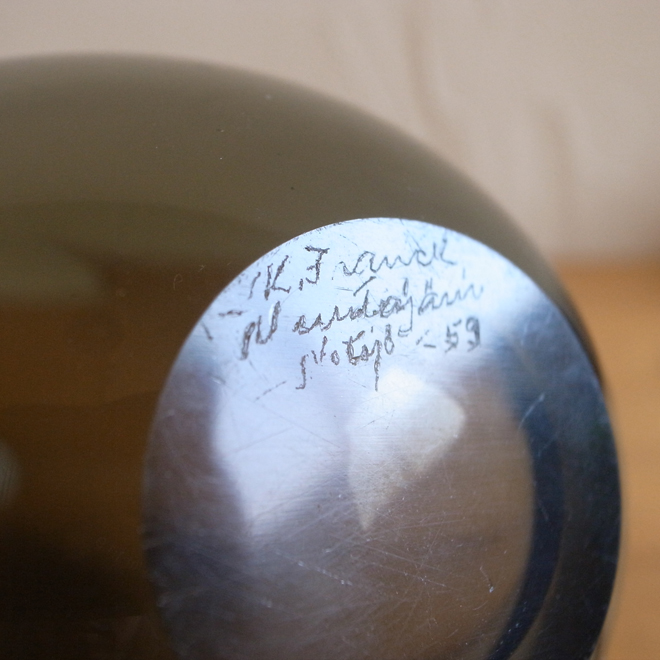 K. Franck
Nuutajärvi
Notsjö -59